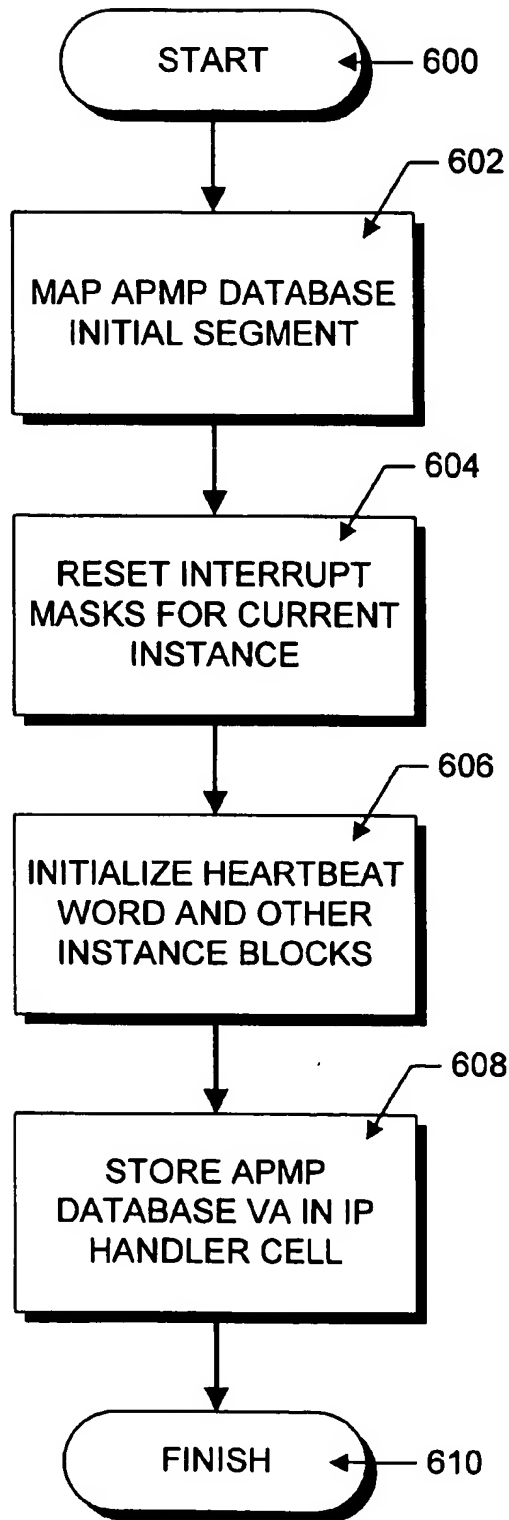 START
600
602
MAP APMP DATABASE
INITIAL SEGMENT
604
RESET INTERRUPT
MASKS FOR CURRENT
INSTANCE
606
INITIALIZE HEARTBEAT
WORD AND OTHER
INSTANCE BLOCKS
608
STORE APMP
DATABASE VA IN IP
HANDLER CELL
FINISH
610